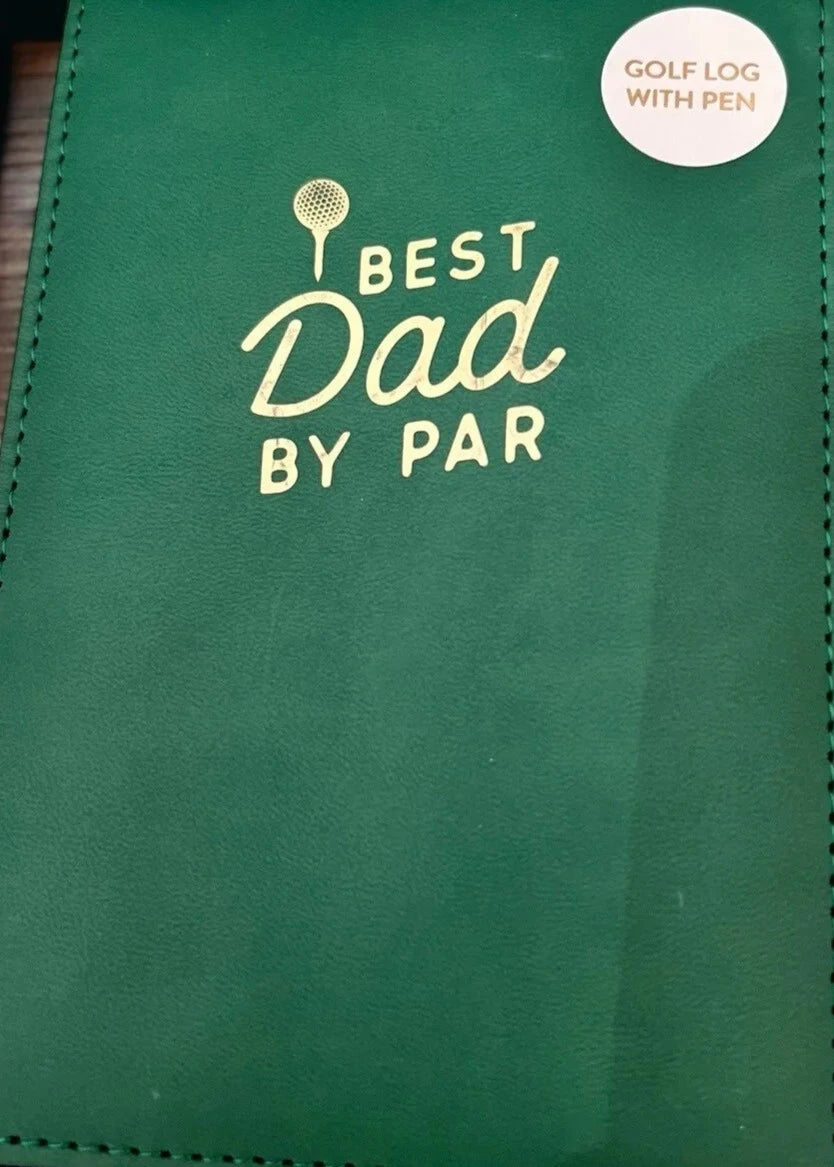 GOLF LOG
WITH PEN
BEST
Dad
BY PAR